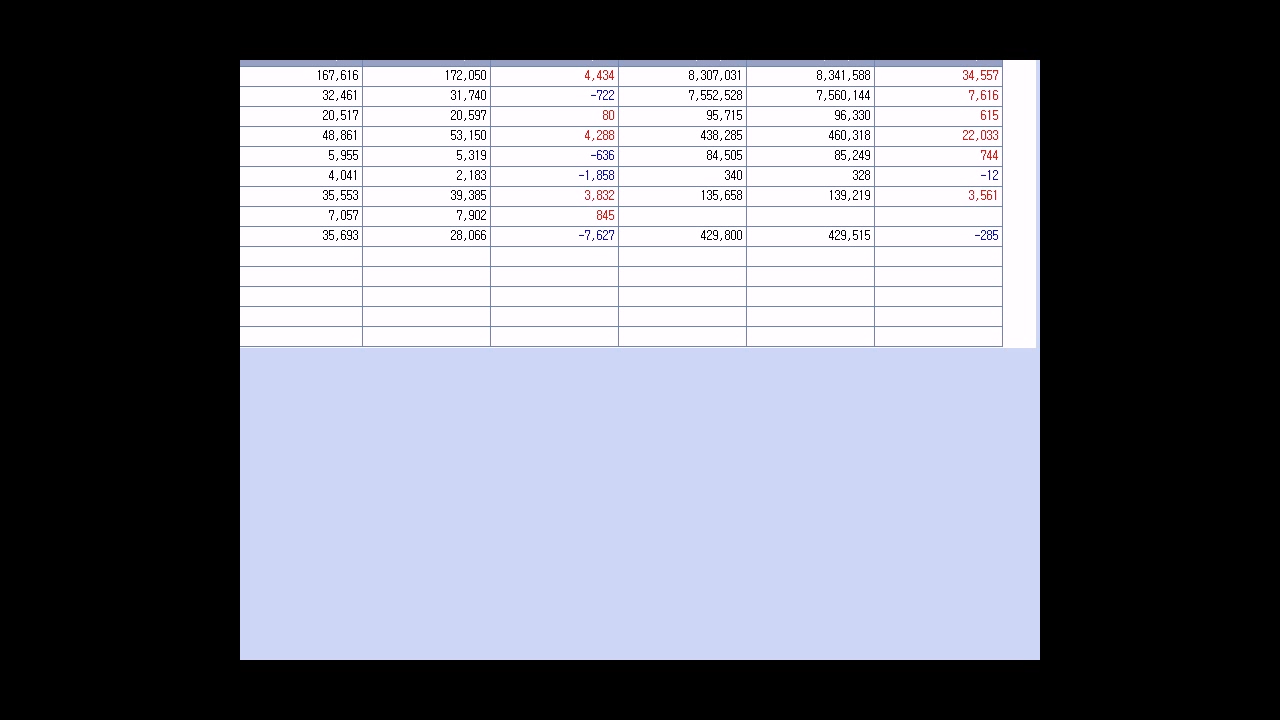 167,616 172,050 4,434 8,307,031 8,341,588 34,557
32,461 31,740 -722 7,552,528 7,560,144 7,616
20,517 20,597 80 95,715 96,330 615
48,861 53,150 4,288 438,285 460,318 22,033
5,955 5,319 -636 84,505 85,249 744
4,041 2,183 -1,858 340 328 -12
35,553 39,385 3,832 135,658 139,219 3,561
7,057 7,902 845
35,693 28,066 -7,627 429,800 429,515 -285